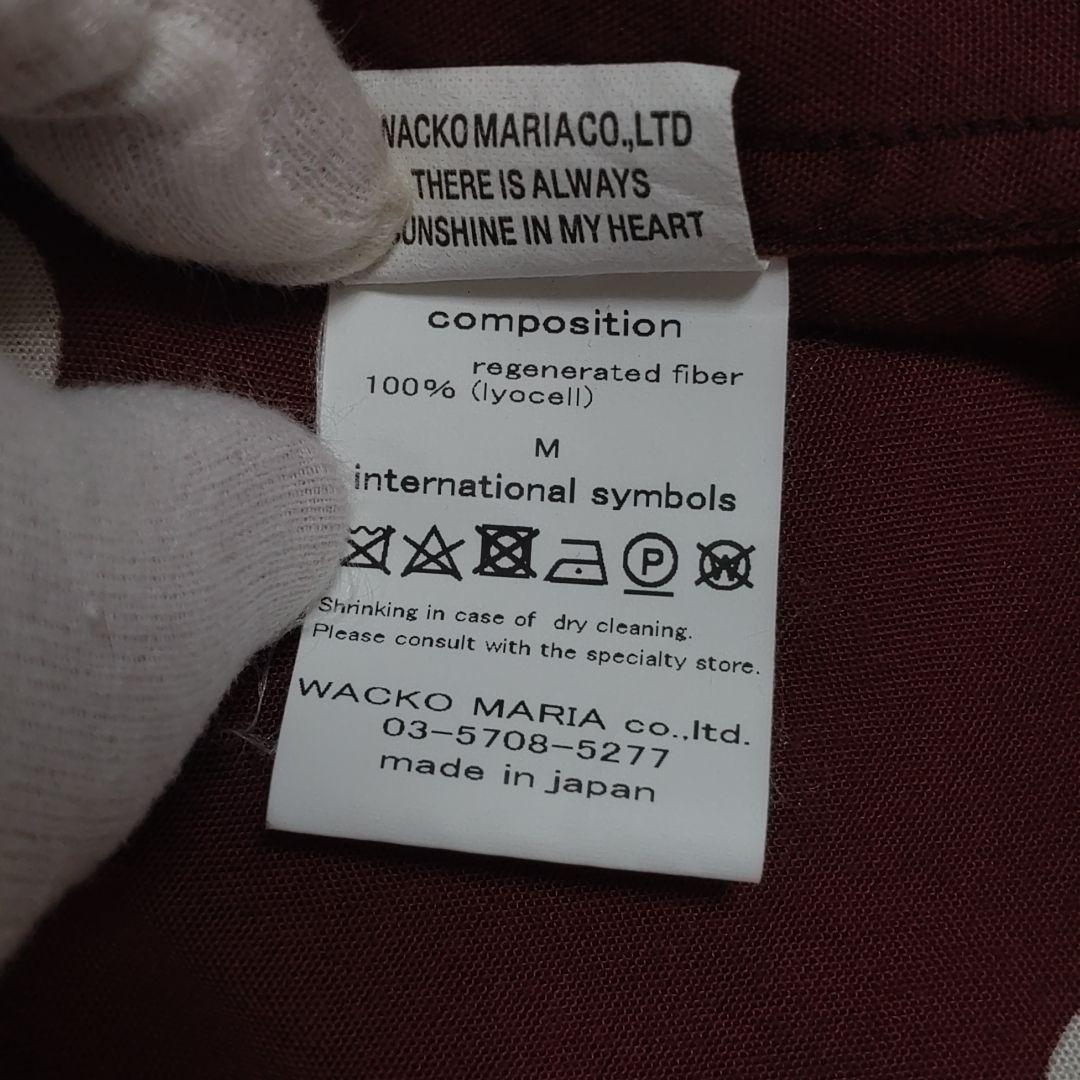 WACKO MARIA CO.,LTD
THERE IS ALWAYS
SUNSHINE IN MY HEART
composition
regenerated fiber
100% (lyocell)
M
international symbols
P W
Shrinking in case of dry cleaning.
Please consult with the specialty store.
WACKO MARIA co.,ltd.
03-5708-5277
made in japan